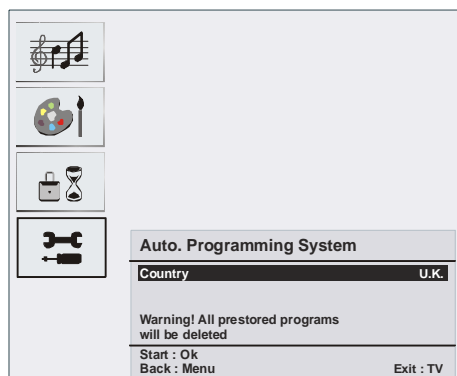 Auto. Programming System
Country U.K.
Warning! All prestored programs
will be deleted
Start : Ok
Back : Menu Exit : TV